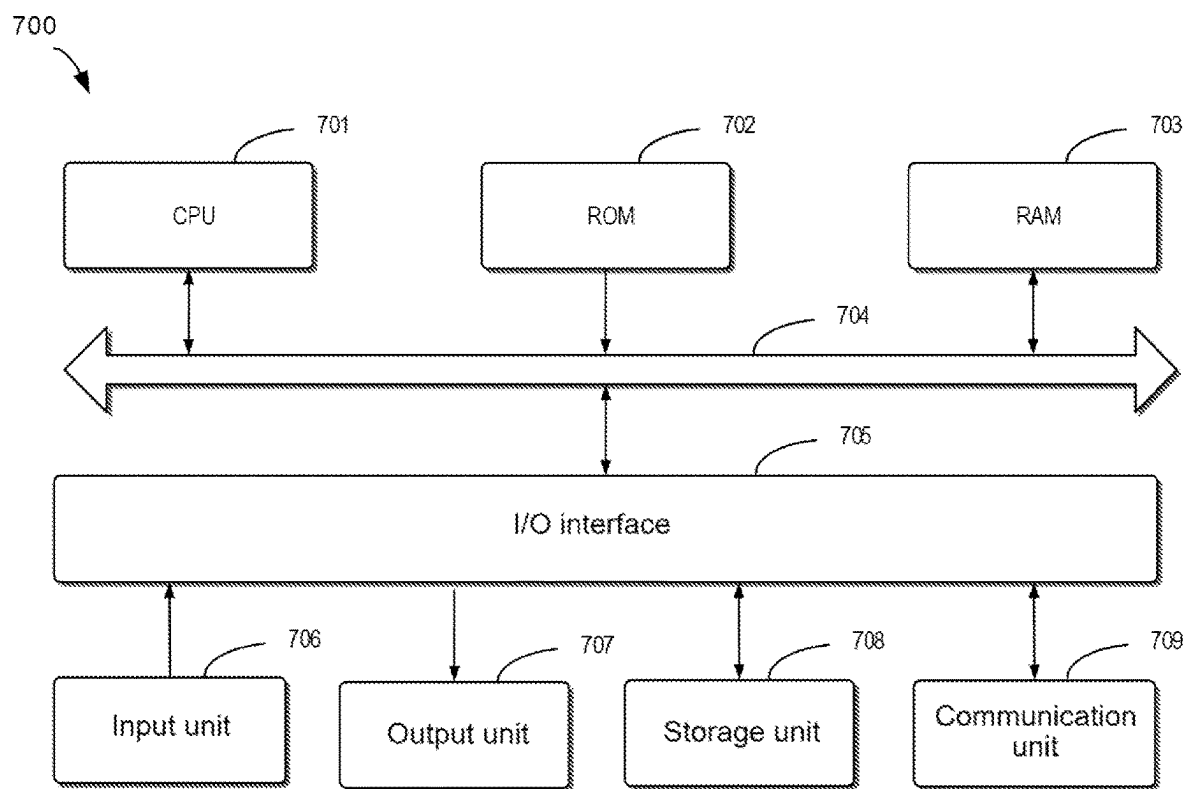 700
701
702
703
CPU
ROM
RAM
704
705
I/O interface
706
707
708
709
Input unit
Output unit
Storage unit
Communication
unit